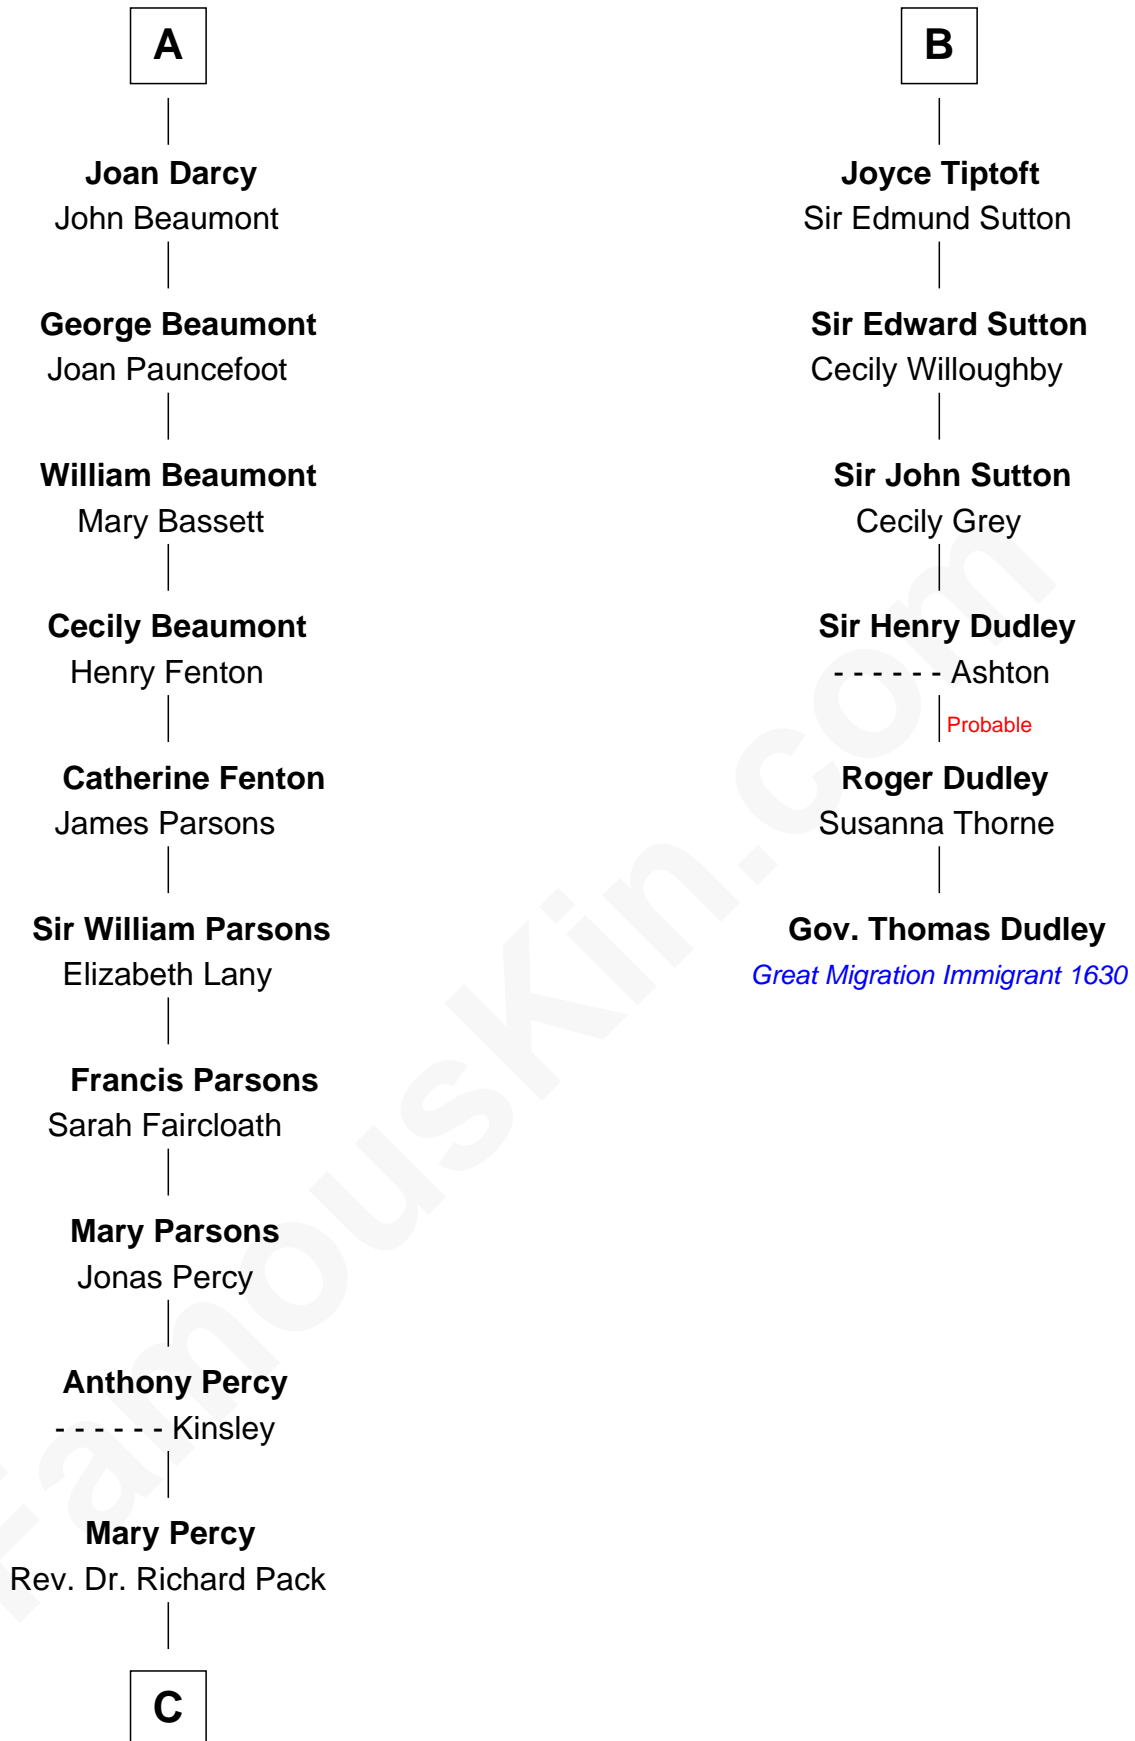 A
Joan Darcy
John Beaumont
George Beaumont
Joan Pauncefoot
William Beaumont
Mary Bassett
Cecily Beaumont
Henry Fenton
Catherine Fenton
James Parsons
Sir William Parsons
Elizabeth Lany
Francis Parsons
Sarah Faircloath
Mary Parsons
Jonas Percy
Anthony Percy
- - - - - - Kinsley
Mary Percy
Rev. Dr. Richard Pack
C
B
Joyce Tiptoft
Sir Edmund Sutton
Sir Edward Sutton
Cecily Willoughby
Sir John Sutton
Cecily Grey
Sir Henry Dudley
- - - - - - Ashton
Probable
Roger Dudley
Susanna Thorne
Gov. Thomas Dudley
Great Migration Immigrant 1630
FamousKin.com